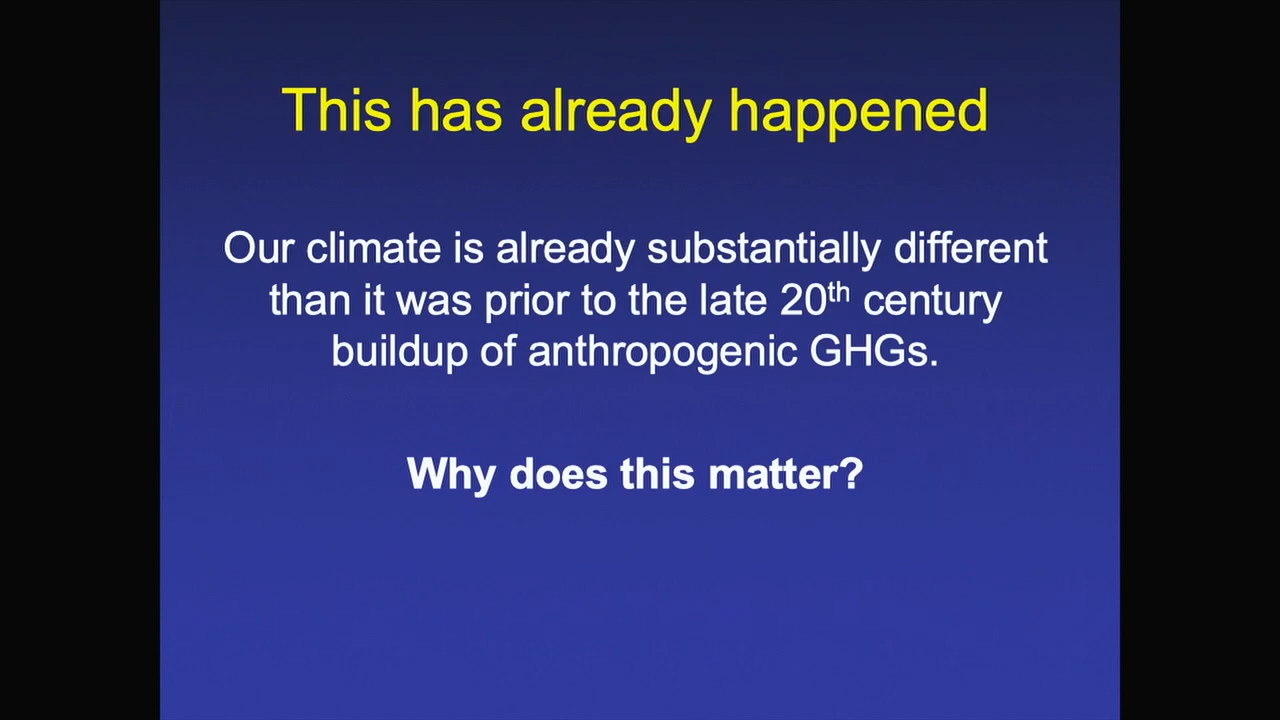 This has already happened
Our climate is already substantially different
than it was prior to the late 20th century
buildup of anthropogenic GHGs.
Why does this matter?